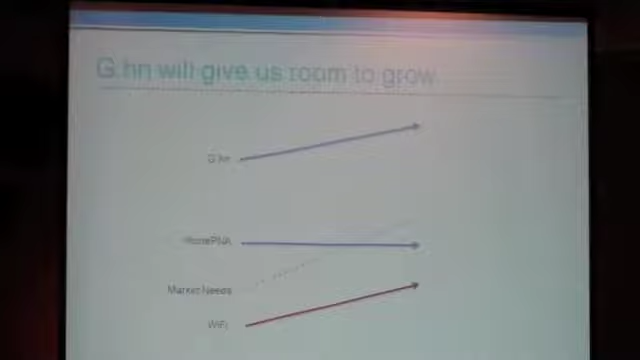 G.hn will give us room to grow
G.hn
HomePNA
Market Needs
WiFi